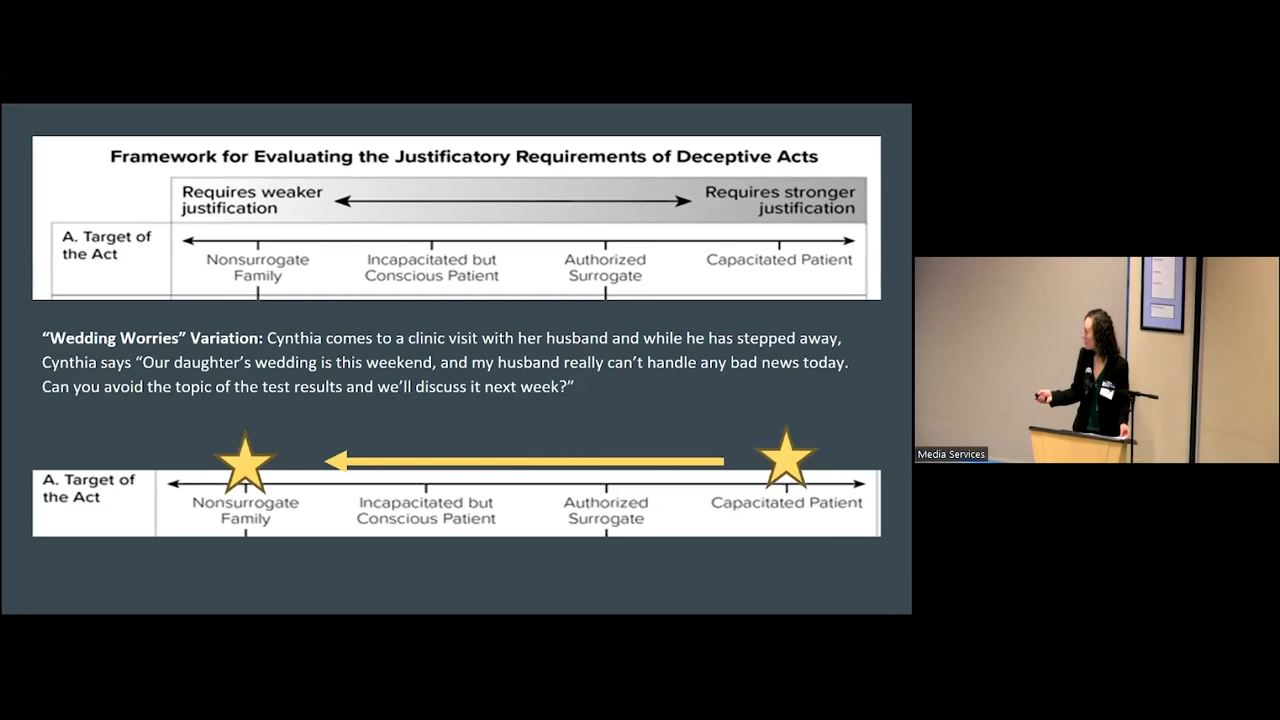 Framework for Evaluating the Justificatory Requirements of Deceptive Acts
Requires weaker
justification
Requires stronger
justification
A. Target of
the Act
Nonsurrogate
Family
Incapacitated but
Conscious Patient
Authorized
Surrogate
Capacitated Patient
“Wedding Worries” Variation: Cynthia comes to a clinic visit with her husband and while he has stepped away,
Cynthia says “Our daughter’s wedding is this weekend, and my husband really can’t handle any bad news today.
Can you avoid the topic of the test results and we’ll discuss it next week?”
A. Target of
the Act
Nonsurrogate
Family
Incapacitated but
Conscious Patient
Authorized
Surrogate
Capacitated Patient
Media Services